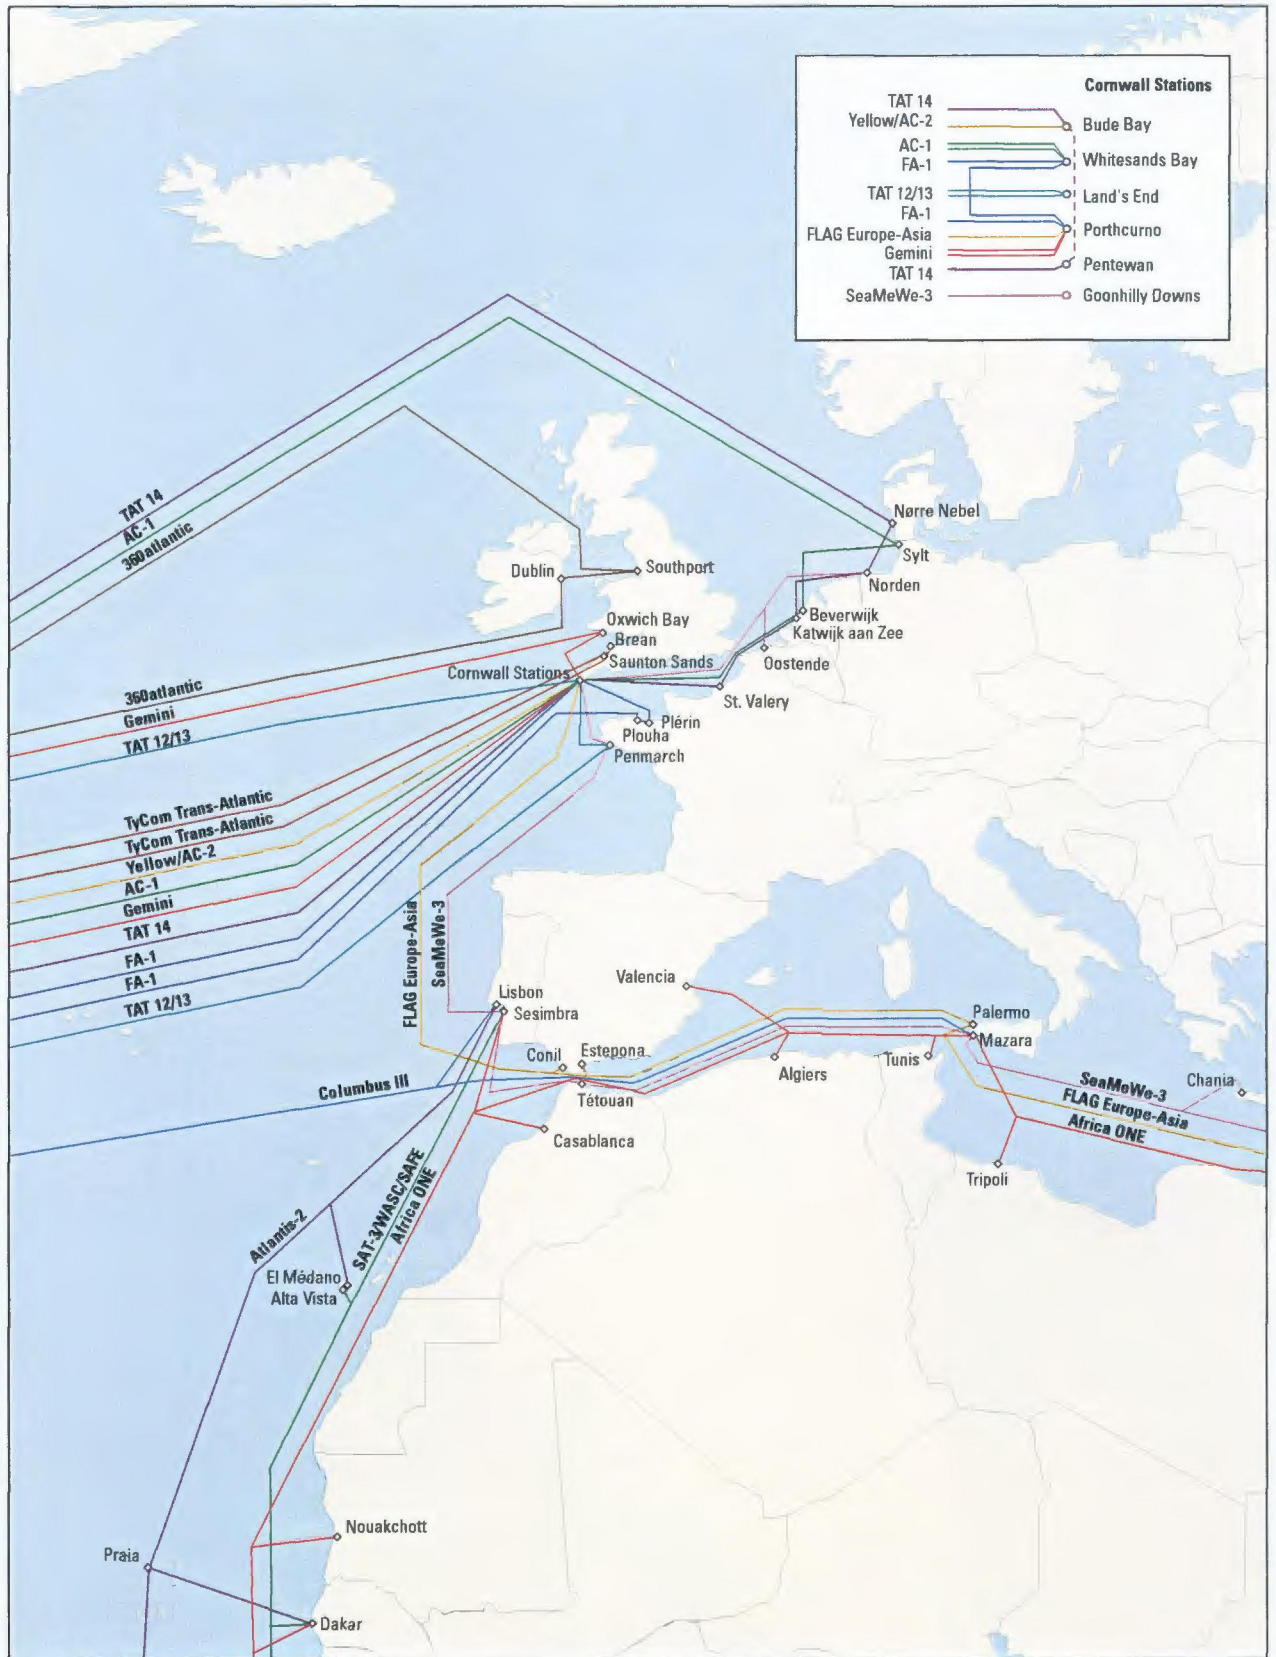 Cornwall Stations
TAT 14
Yellow/AC-2
Bude Bay
AC-1
FA-1
Whitesands Bay
TAT 12/13
Land's End
FA-1
FLAG Europe-Asia
Porthcurno
Gemini
TAT 14
Pentewan
SeaMeWe-3
Goonhilly Downs
TAT 14
AC-1
360atlantic
Nørre Nebel
Sylt
Norden
Dublin
Southport
Beverwijk
Katwijk aan Zee
Oostende
Oxwich Bay
Brean
Saunton Sands
Cornwall Stations
St. Valery
360atlantic
Gemini
TAT 12/13
Plérin
Plouha
Penmarch
TyCom Trans-Atlantic
TyCom Trans-Atlantic
Yellow/AC-2
AC-1
Gemini
TAT 14
FA-1
FA-1
TAT 12/13
FLAG Europe-Asia
SeaMeWe-3
Valencia
Lisbon
Sesimbra
Palermo
Mazara
Conil
Estepona
Tétouan
Algiers
Tunis
Chania
Columbus III
SeaMeWe-3
FLAG Europe-Asia
Africa ONE
Casablanca
Tripoli
SAT-3/WASC/SAFE
Africa ONE
Atlantis-2
El Médano
Alta Vista
Nouakchott
Praia
Dakar